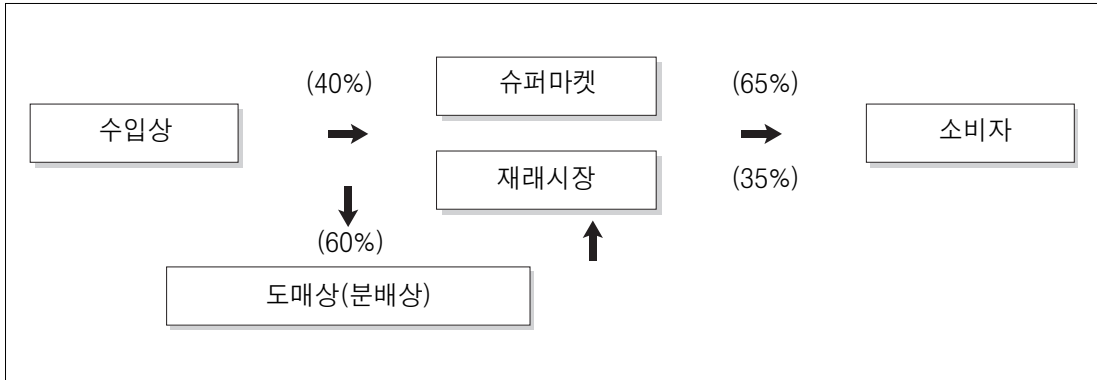 (40%)
슈퍼마켓
(65%)
수입상
소비자
재래시장
(35%)
(60%)
도매상(분배상)